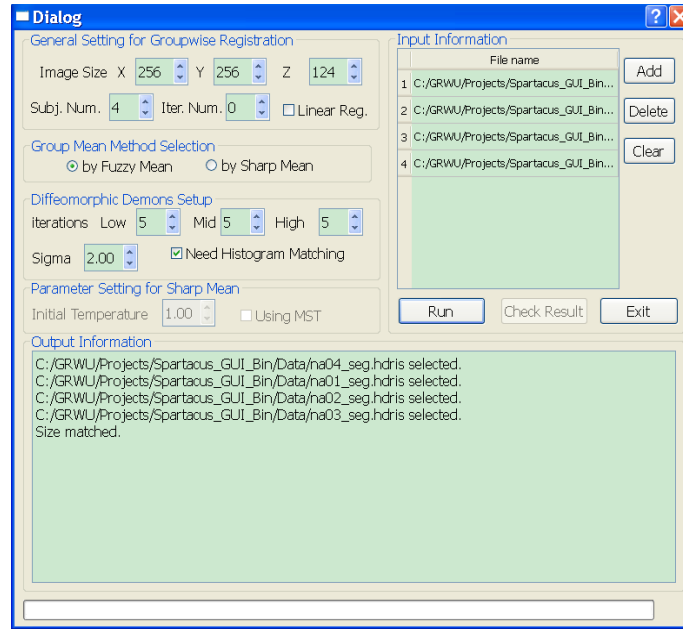 Dialog
General Setting for Groupwise Registration
Image Size X 256 Y 256 Z 124
Subj. Num. 4 Iter. Num. 0 Linear Reg.
Group Mean Method Selection
by Fuzzy Mean by Sharp Mean
Diffeomorphic Demons Setup
iterations Low 5 Mid 5 High 5
Sigma 2.00 Need Histogram Matching
Parameter Setting for Sharp Mean
Initial Temperature 1.00 Using MST
Input Information
File name
1 C:/GRWU/Projects/Spartacus_GUI_Bin...
2 C:/GRWU/Projects/Spartacus_GUI_Bin...
3 C:/GRWU/Projects/Spartacus_GUI_Bin...
4 C:/GRWU/Projects/Spartacus_GUI_Bin...
Add
Delete
Clear
Run Check Result Exit
Output Information
C:/GRWU/Projects/Spartacus_GUI_Bin/Data/na04_seg.hdris selected.
C:/GRWU/Projects/Spartacus_GUI_Bin/Data/na01_seg.hdris selected.
C:/GRWU/Projects/Spartacus_GUI_Bin/Data/na02_seg.hdris selected.
C:/GRWU/Projects/Spartacus_GUI_Bin/Data/na03_seg.hdris selected.
Size matched.